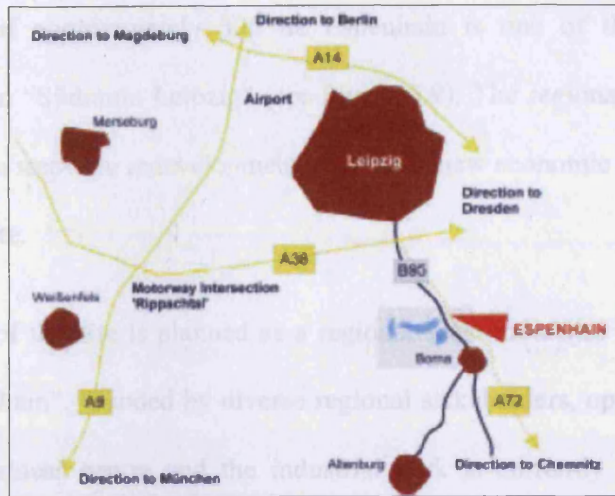 Direction to Berlin
Direction to Magdeburg
A14
Airport
Merseburg
Leipzig
Direction to
Dresden
A38
B95
Motorway Intersection
'Rippachtal'
Weißenfels
ESPENHAIN
Borna
A9
A72
Altenburg
Direction to Chemnitz
Direction to München